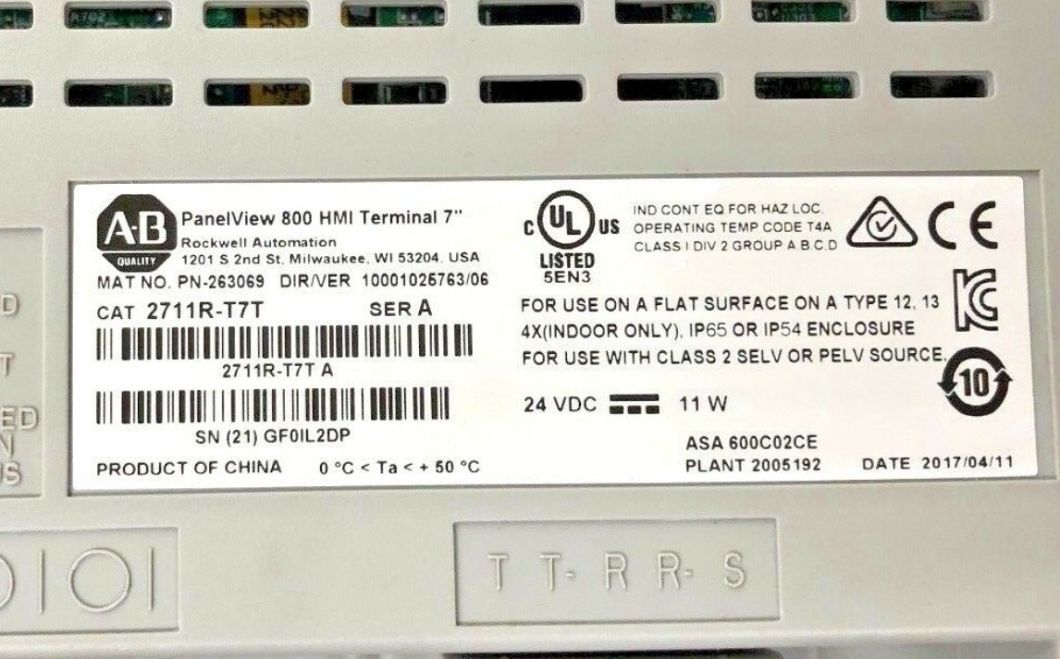 R702
A-B
QUALITY
PanelView 800 HMI Terminal 7"
Rockwell Automation
1201 S 2nd St, Milwaukee, WI 53204, USA
MAT NO. PN-263069 DIR/VER 10001025763/06
CAT 2711R-T7T SER A
2711R-T7T A
SN (21) GF0IL2DP
PRODUCT OF CHINA 0 °C < Ta < + 50 °C
C UL US
LISTED
5EN3
IND CONT EQ FOR HAZ LOC.
OPERATING TEMP CODE T4A
CLASS I DIV 2 GROUP A B C D
CE
KC
FOR USE ON A FLAT SURFACE ON A TYPE 12, 13
4X(INDOOR ONLY), IP65 OR IP54 ENCLOSURE
FOR USE WITH CLASS 2 SELV OR PELV SOURCE.
10
24 VDC 11 W
ASA 600C02CE
PLANT 2005192 DATE 2017/04/11
D
T
ED
N
US
T T- R R- S